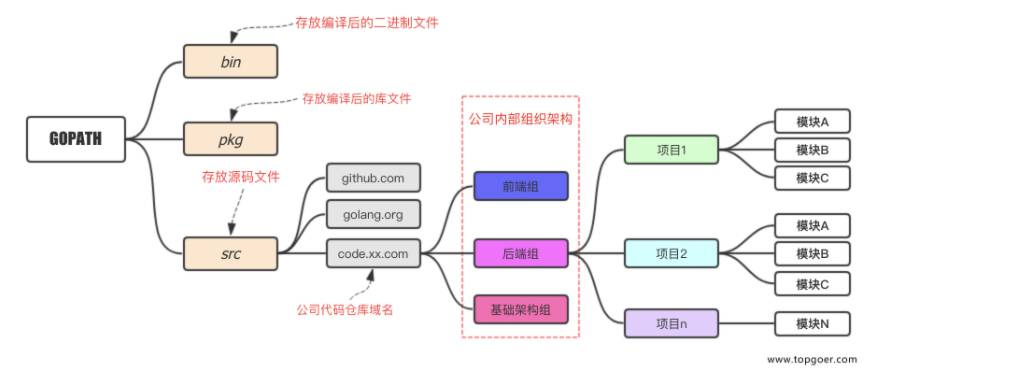 存放编译后的二进制文件
bin
存放编译后的库文件
GOPATH
pkg
存放源码文件
src
github.com
golang.org
code.xx.com
公司代码仓库域名
公司内部组织架构
前端组
后端组
基础架构组
项目1
模块A
模块B
模块C
项目2
模块A
模块B
模块C
项目n
模块N
www.topgoer.com